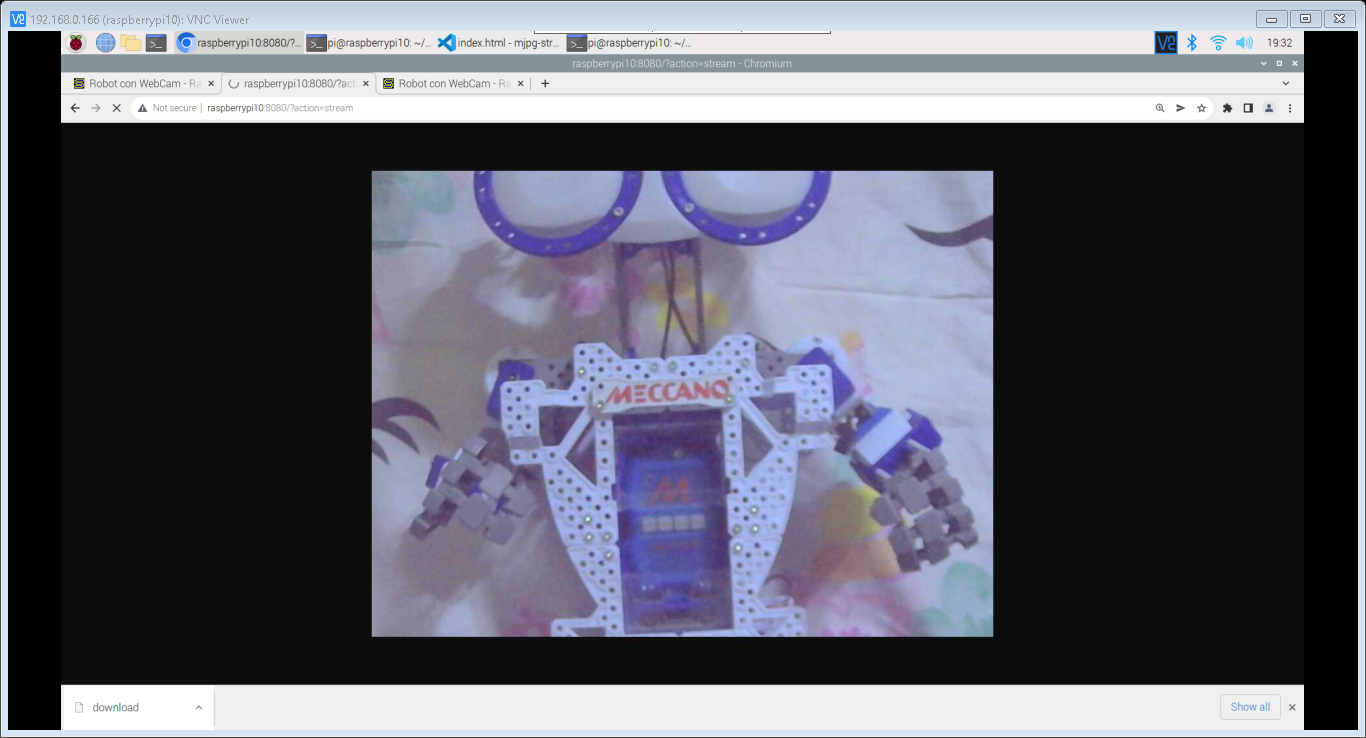 192.168.0.166 (raspberrypi10): VNC Viewer
raspberrypi10:8080/?... pi@raspberrypi10: ~/... index.html - mjpg-str... pi@raspberrypi10: ~/... 19:32
raspberrypi10:8080/?action=stream - Chromium
Robot con WebCam - Ra raspberrypi10:8080/?acti Robot con WebCam - Ra
Not secure | raspberrypi10:8080/?action=stream
MECCANO
M
download Show all